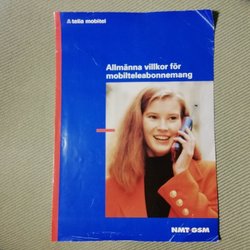 telia mobitel
Allmänna villkor för
mobilteleabonnemang
NMT GSM